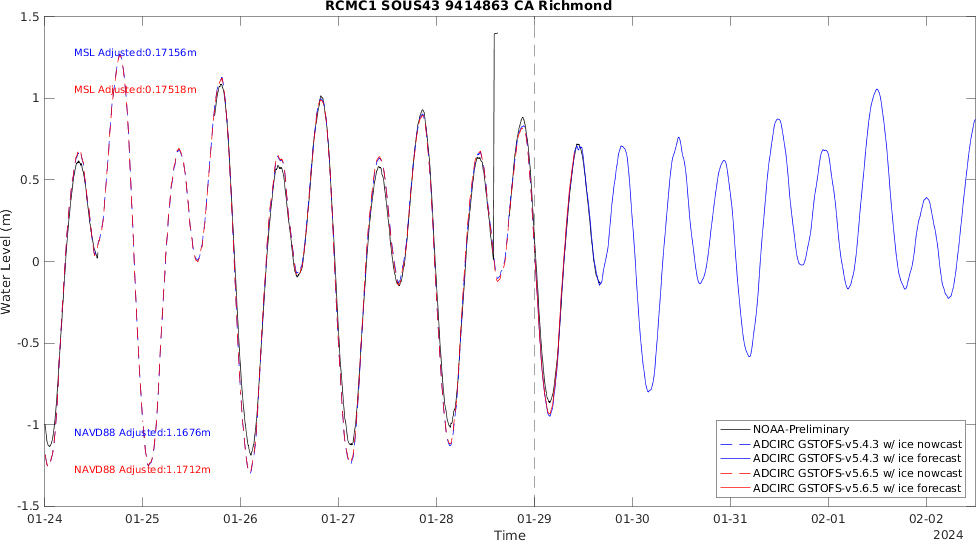 RCMC1 SOUS43 9414863 CA Richmond
1.5
1
0.5
0
-0.5
-1
-1.5
Water Level (m)
MSL Adjusted:0.17156m
MSL Adjusted:0.17518m
NAVD88 Adjusted:1.1676m
NAVD88 Adjusted:1.1712m
NOAA-Preliminary
ADCIRC GSTOFS-v5.4.3 w/ ice nowcast
ADCIRC GSTOFS-v5.4.3 w/ ice forecast
ADCIRC GSTOFS-v5.6.5 w/ ice nowcast
ADCIRC GSTOFS-v5.6.5 w/ ice forecast
01-24 01-25 01-26 01-27 01-28 01-29 01-30 01-31 02-01 02-02
Time
2024